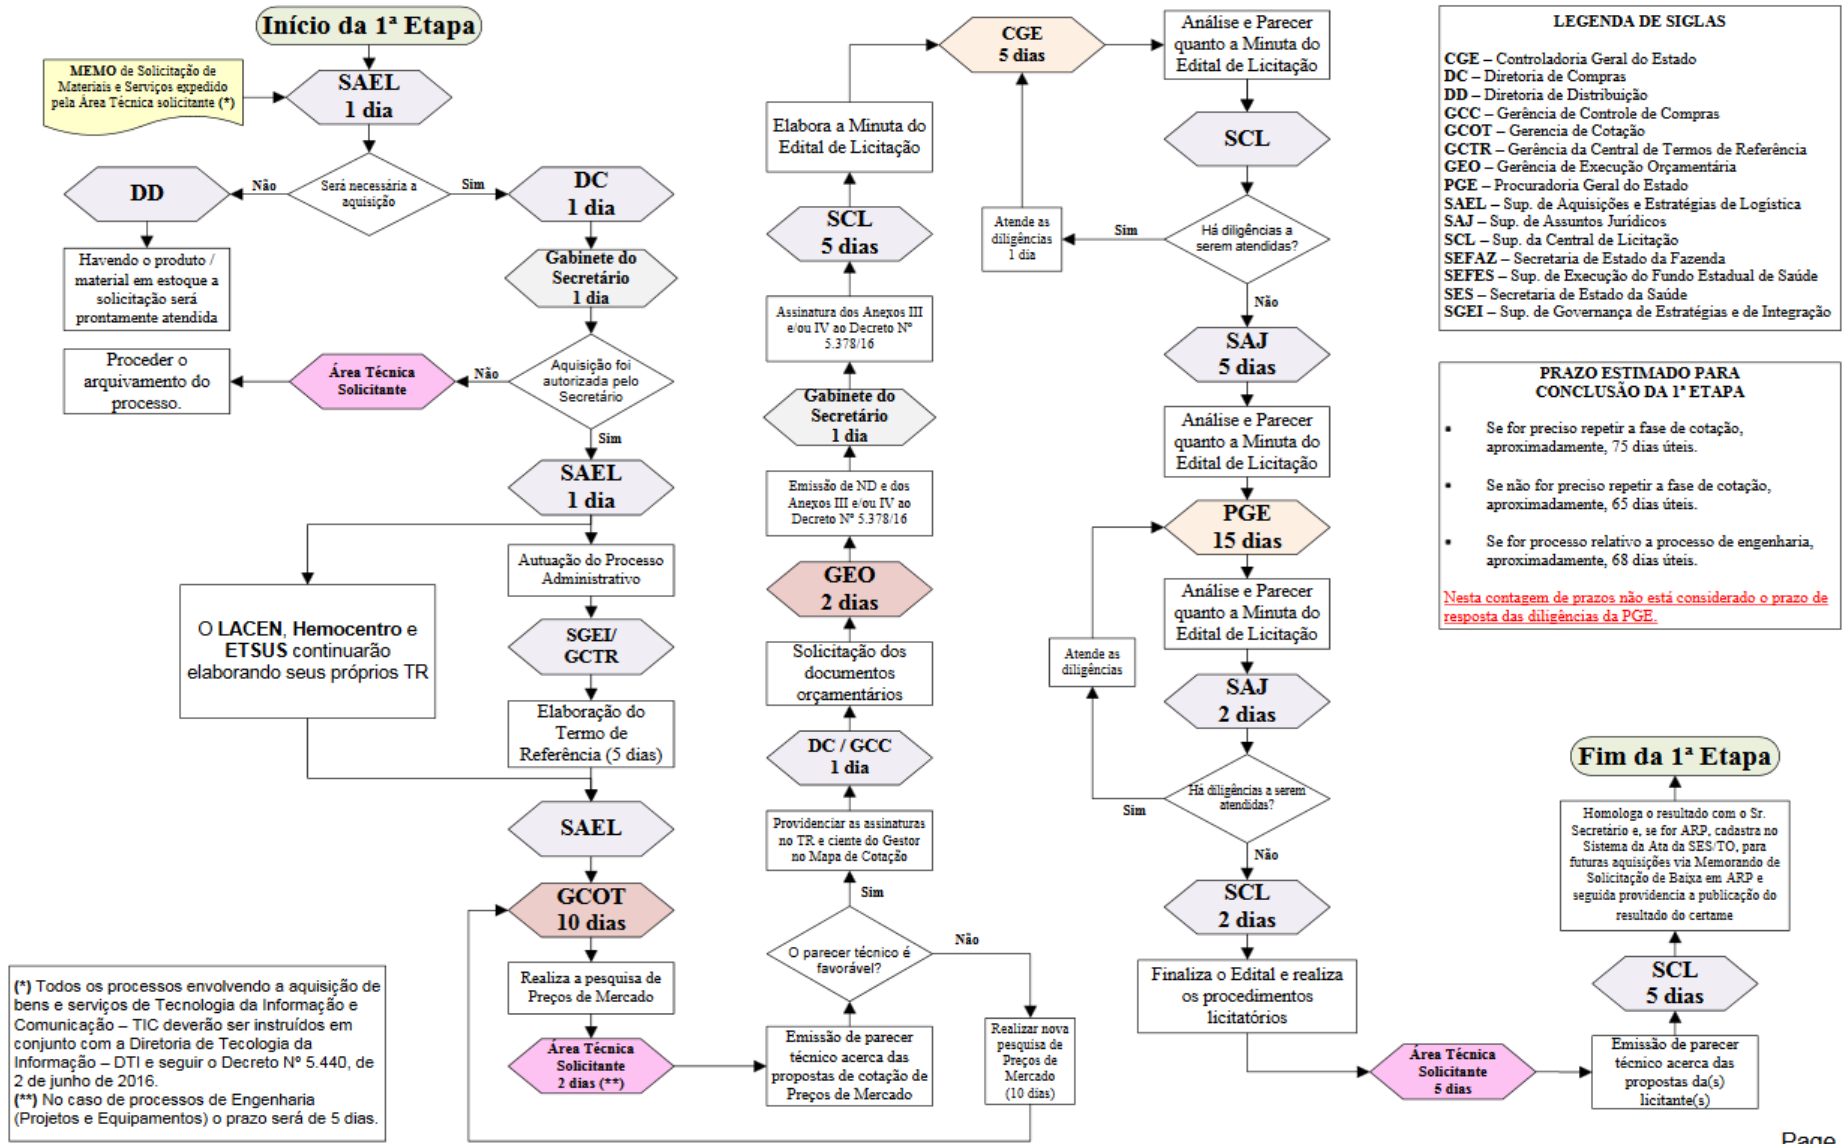 Início da 1ª Etapa
MEMO de Solicitação de
Materiais e Serviços expedido
pela Área Técnica solicitante (*)
SAEL
1 dia
Será necessária a
aquisição
Não
Sim
DD
Havendo o produto /
material em estoque a
solicitação será
prontamente atendida
DC
1 dia
Gabinete do
Secretário
1 dia
Aquisição foi
autorizada pelo
Secretário
Não
Área Técnica
Solicitante
Proceder o
arquivamento do
processo.
Sim
SAEL
1 dia
O LACEN, Hemocentro e
ETSUS continuarão
elaborando seus próprios TR
Autuação do Processo
Administrativo
SGEI/
GCTR
Elaboração do
Termo de
Referência (5 dias)
SAEL
GCOT
10 dias
Realiza a pesquisa de
Preços de Mercado
Área Técnica
Solicitante
2 dias (**)
(*) Todos os processos envolvendo a aquisição de
bens e serviços de Tecnologia da Informação e
Comunicação – TIC deverão ser instruídos em
conjunto com a Diretoria de Tecologia da
Informação – DTI e seguir o Decreto Nº 5.440, de
2 de junho de 2016.
(**) No caso de processos de Engenharia
(Projetos e Equipamentos) o prazo será de 5 dias.
Emissão de parecer
técnico acerca das
propostas de cotação de
Preços de Mercado
O parecer técnico é
favorável?
Não
Realizar nova
pesquisa de
Preços de
Mercado
(10 dias)
Sim
Providenciar as assinaturas
no TR e ciente do Gestor
no Mapa de Cotação
DC / GCC
1 dia
Solicitação dos
documentos
orçamentários
GEO
2 dias
Emissão de ND e dos
Anexos III e/ou IV ao
Decreto Nº 5.378/16
Gabinete do
Secretário
1 dia
Assinatura dos Anexos III
e/ou IV ao Decreto Nº
5.378/16
SCL
5 dias
Elabora a Minuta do
Edital de Licitação
CGE
5 dias
Análise e Parecer
quanto a Minuta do
Edital de Licitação
SCL
Há diligências a
serem atendidas?
Sim
Atende as
diligências
1 dia
Não
SAJ
5 dias
Análise e Parecer
quanto a Minuta do
Edital de Licitação
PGE
15 dias
Análise e Parecer
quanto a Minuta do
Edital de Licitação
SAJ
2 dias
Há diligências a serem
atendidas?
Sim
Atende as
diligências
Não
SCL
2 dias
Finaliza o Edital e realiza
os procedimentos
licitatórios
Área Técnica
Solicitante
5 dias
Emissão de parecer
técnico acerca das
propostas da(s)
licitante(s)
SCL
5 dias
Homologa o resultado com o Sr.
Secretário e, se for ARP, cadastra no
Sistema da Ata da SES/TO, para
futuras aquisições via Memorando de
Solicitação de Baixa em ARP e
seguida providencia a publicação do
resultado do certame
Fim da 1ª Etapa
LEGENDA DE SIGLAS
CGE – Controladoria Geral do Estado
DC – Diretoria de Compras
DD – Diretoria de Distribuição
GCC – Gerência de Controle de Compras
GCOT – Gerencia de Cotação
GCTR – Gerência da Central de Termos de Referência
GEO – Gerência de Execução Orçamentária
PGE – Procuradoria Geral do Estado
SAEL – Sup. de Aquisições e Estratégias de Logística
SAJ – Sup. de Assuntos Jurídicos
SCL – Sup. da Central de Licitação
SEFAZ – Secretaria de Estado da Fazenda
SEFES – Sup. de Execução do Fundo Estadual de Saúde
SES – Secretaria de Estado da Saúde
SGEI – Sup. de Governança de Estratégias e de Integração
PRAZO ESTIMADO PARA
CONCLUSÃO DA 1ª ETAPA
▪ Se for preciso repetir a fase de cotação,
aproximadamente, 75 dias úteis.
▪ Se não for preciso repetir a fase de cotação,
aproximadamente, 65 dias úteis.
▪ Se for processo relativo a processo de engenharia,
aproximadamente, 68 dias úteis.
Nesta contagem de prazos não está considerado o prazo de
resposta das diligências da PGE.
Page